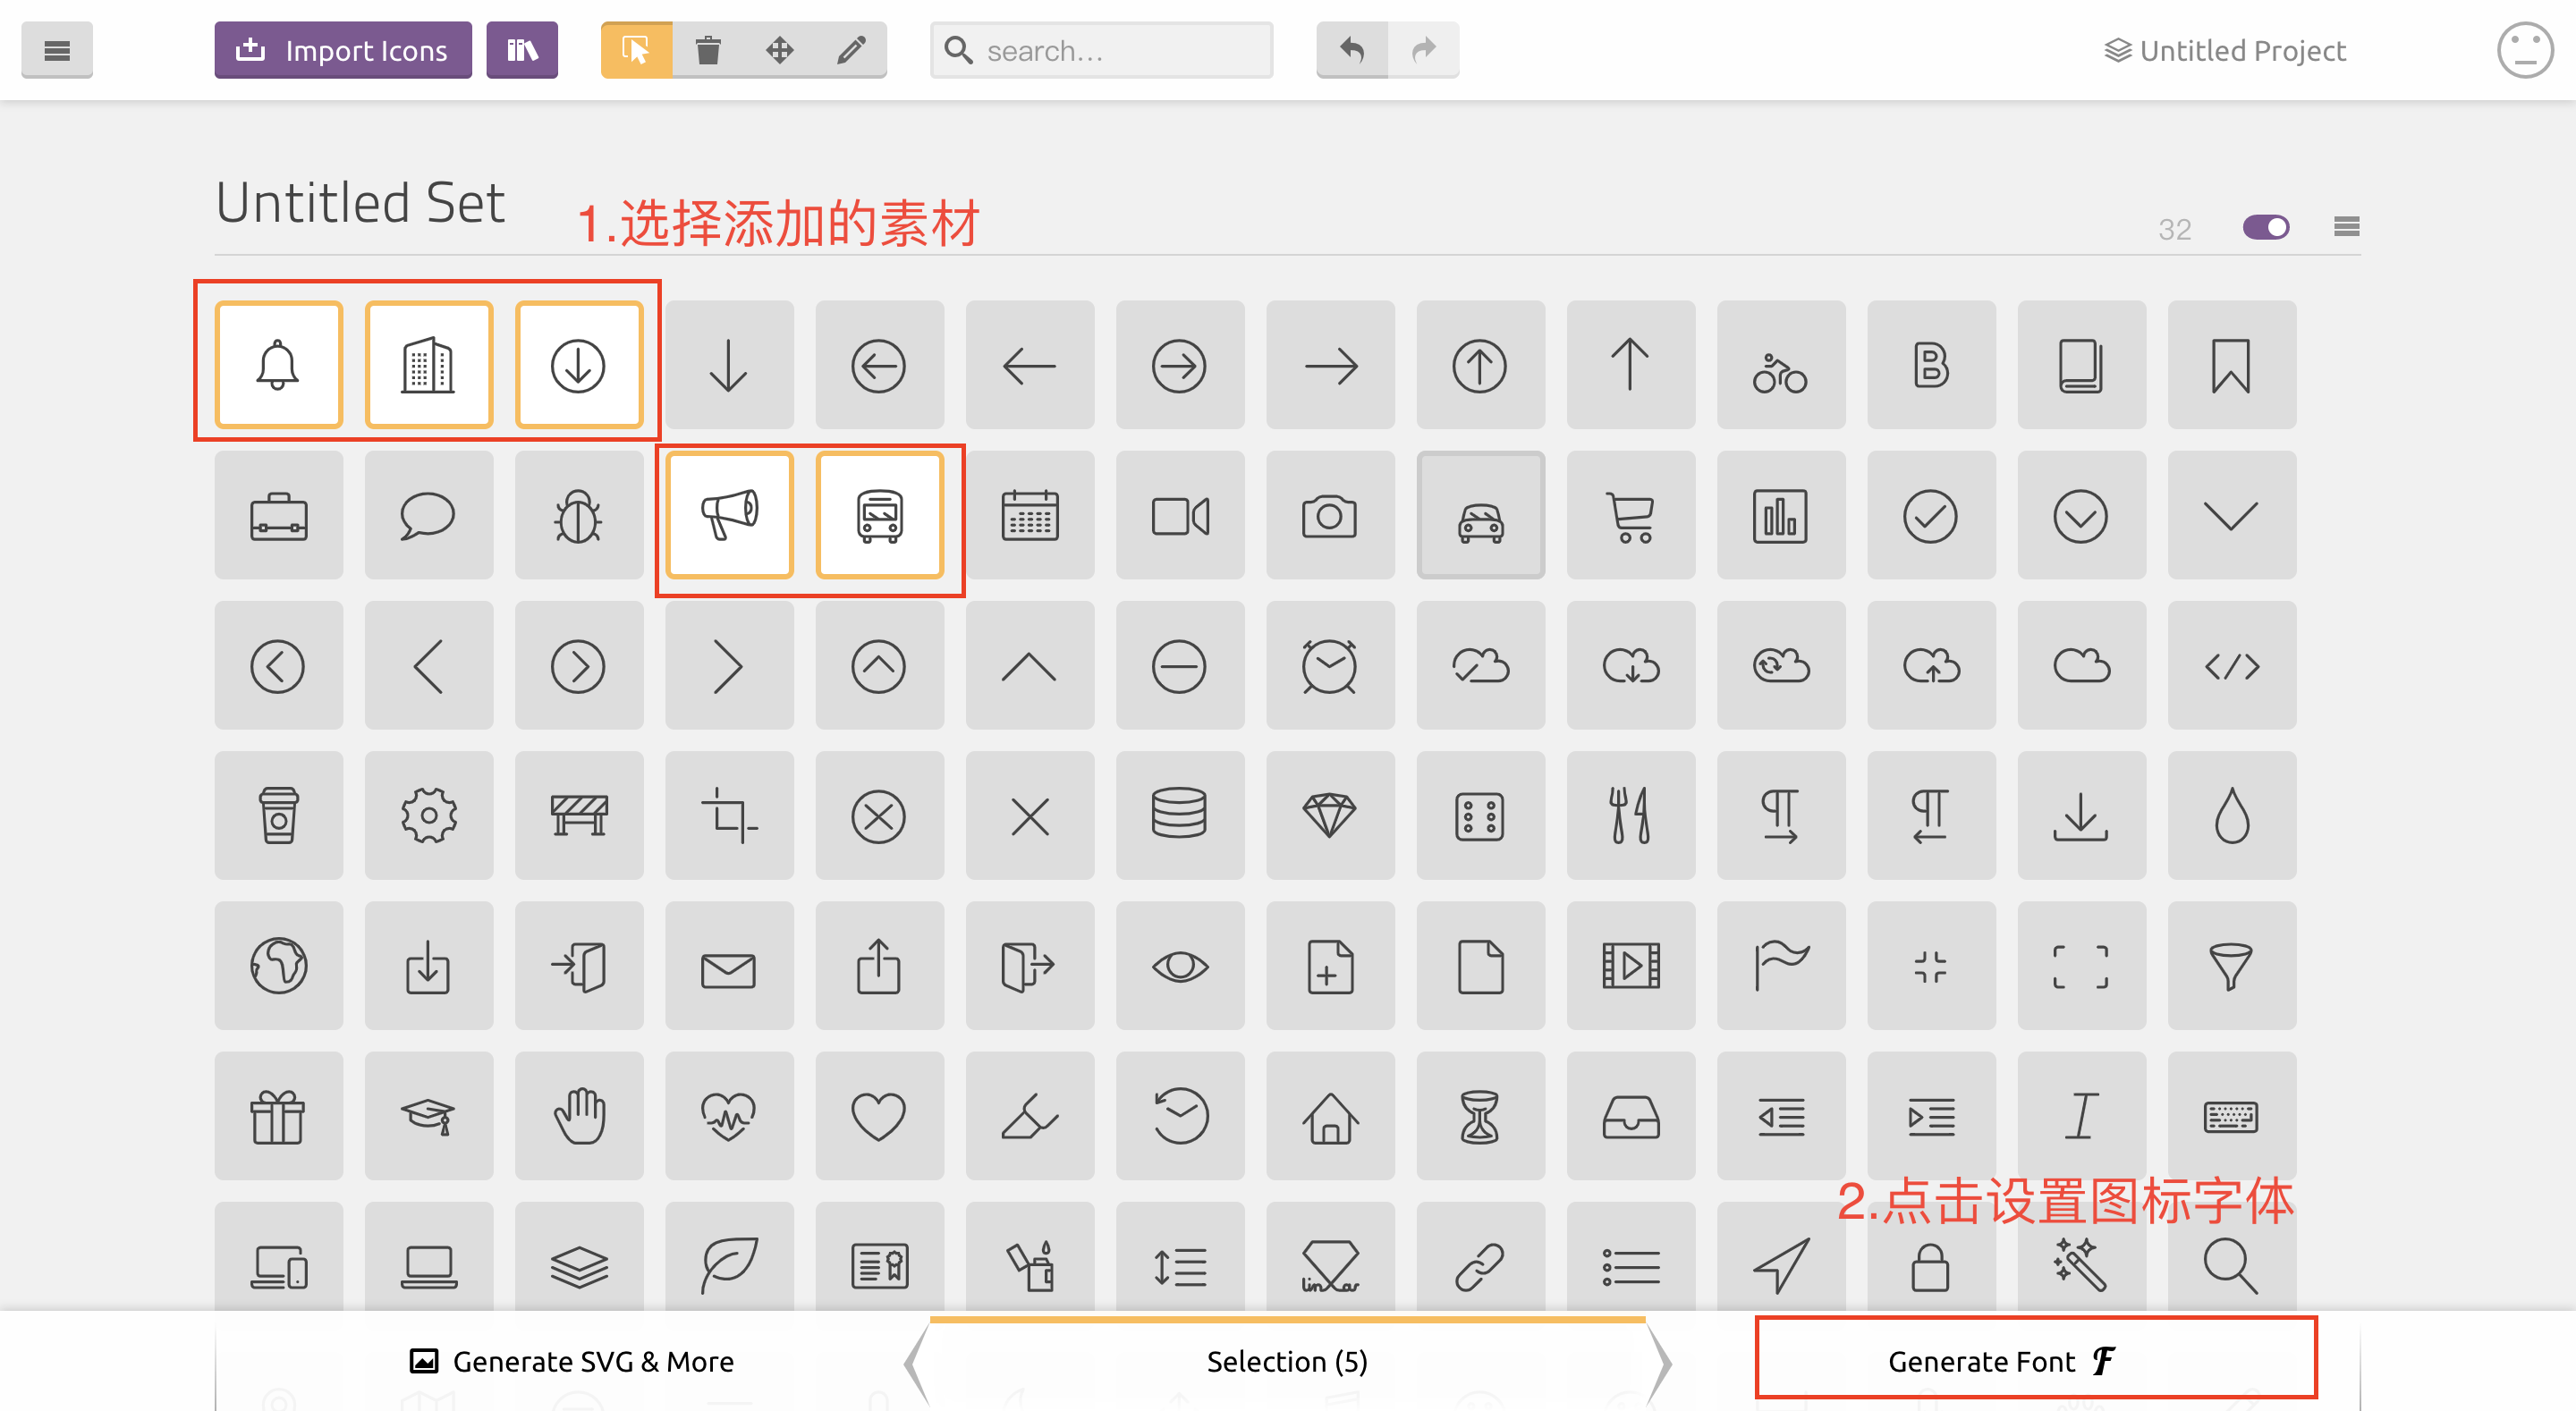 Import Icons
search...
Untitled Project
Untitled Set
1.选择添加的素材
32
2.点击设置图标字体
Generate SVG & More
Selection (5)
Generate Font